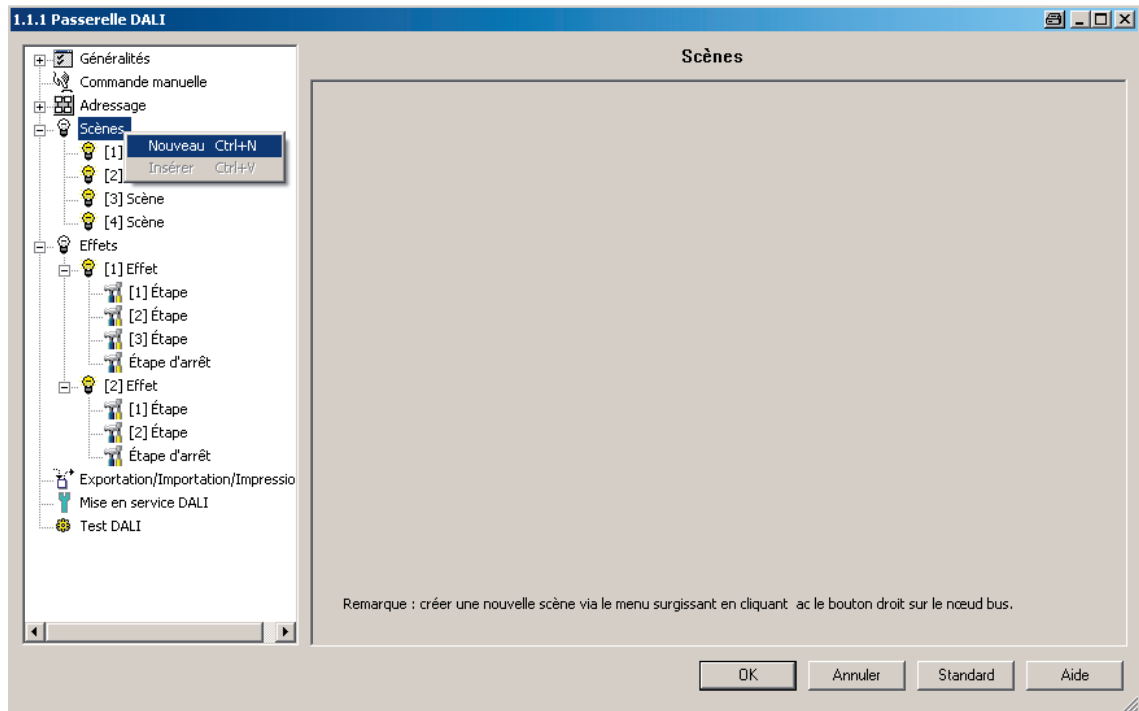 1.1.1 Passerelle DALI
Généralités
Commande manuelle
Adressage
Scènes
Nouveau Ctrl+N
Insérer Ctrl+V
[1]
[2]
[3] Scène
[4] Scène
Effets
[1] Effet
[1] Étape
[2] Étape
[3] Étape
Étape d'arrêt
[2] Effet
[1] Étape
[2] Étape
Étape d'arrêt
Exportation/Importation/Impressio
Mise en service DALI
Test DALI
Scènes
Remarque : créer une nouvelle scène via le menu surgissant en cliquant ac le bouton droit sur le nœud bus.
OK Annuler Standard Aide